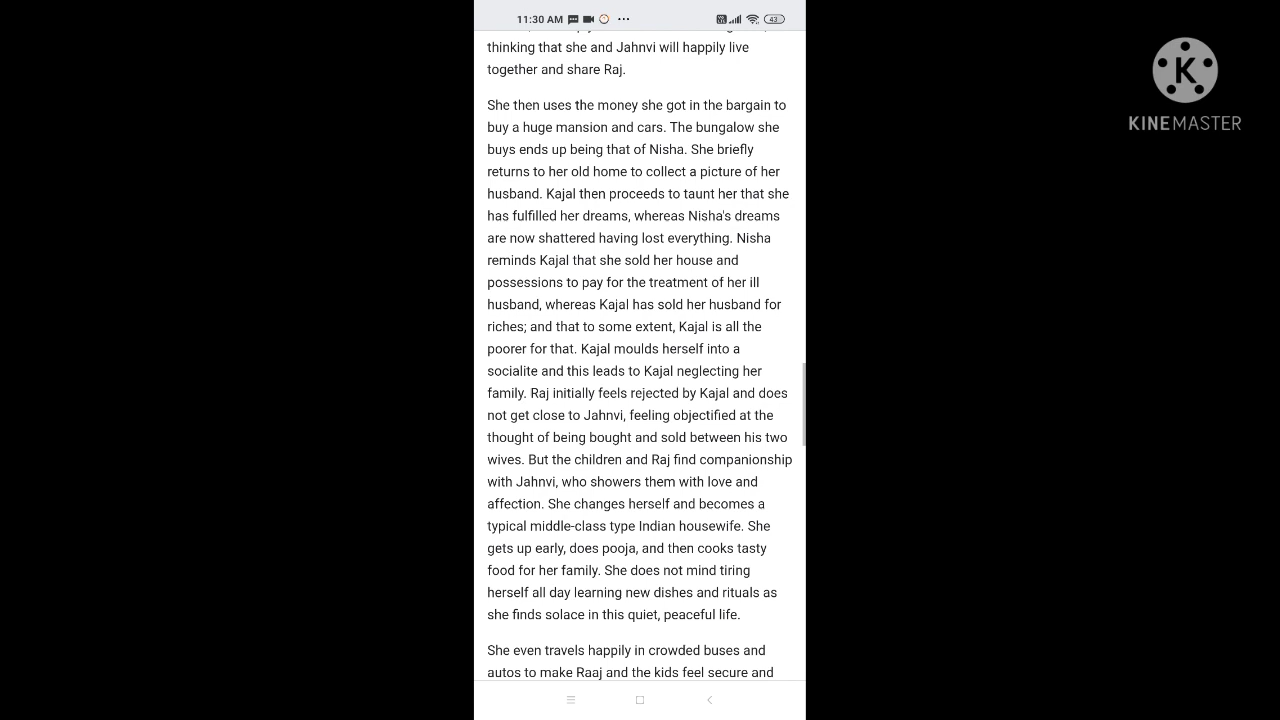 11:30 AM
43
thinking that she and Jahnvi will happily live
together and share Raj.
She then uses the money she got in the bargain to
buy a huge mansion and cars. The bungalow she
buys ends up being that of Nisha. She briefly
returns to her old home to collect a picture of her
husband. Kajal then proceeds to taunt her that she
has fulfilled her dreams, whereas Nisha's dreams
are now shattered having lost everything. Nisha
reminds Kajal that she sold her house and
possessions to pay for the treatment of her ill
husband, whereas Kajal has sold her husband for
riches; and that to some extent, Kajal is all the
poorer for that. Kajal moulds herself into a
socialite and this leads to Kajal neglecting her
family. Raj initially feels rejected by Kajal and does
not get close to Jahnvi, feeling objectified at the
thought of being bought and sold between his two
wives. But the children and Raj find companionship
with Jahnvi, who showers them with love and
affection. She changes herself and becomes a
typical middle-class type Indian housewife. She
gets up early, does pooja, and then cooks tasty
food for her family. She does not mind tiring
herself all day learning new dishes and rituals as
she finds solace in this quiet, peaceful life.
She even travels happily in crowded buses and
autos to make Raaj and the kids feel secure and
K
KINEMASTER